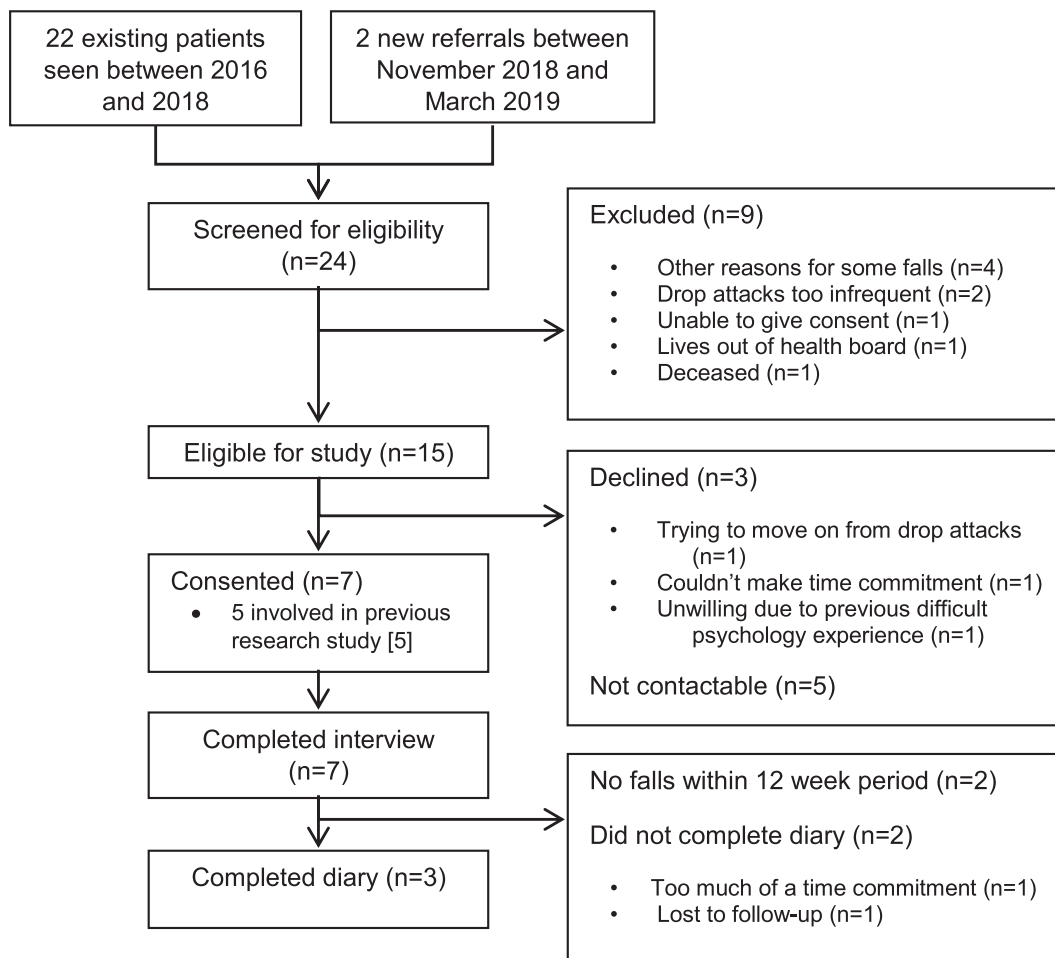 22 existing patients
seen between 2016
and 2018
2 new referrals between
November 2018 and
March 2019
Screened for eligibility
(n=24)
Excluded (n=9)
• Other reasons for some falls (n=4)
• Drop attacks too infrequent (n=2)
• Unable to give consent (n=1)
• Lives out of health board (n=1)
• Deceased (n=1)
Eligible for study (n=15)
Declined (n=3)
• Trying to move on from drop attacks
(n=1)
• Couldn't make time commitment (n=1)
• Unwilling due to previous difficult
psychology experience (n=1)
Not contactable (n=5)
Consented (n=7)
• 5 involved in previous
research study [5]
Completed interview
(n=7)
No falls within 12 week period (n=2)
Did not complete diary (n=2)
• Too much of a time commitment (n=1)
• Lost to follow-up (n=1)
Completed diary (n=3)